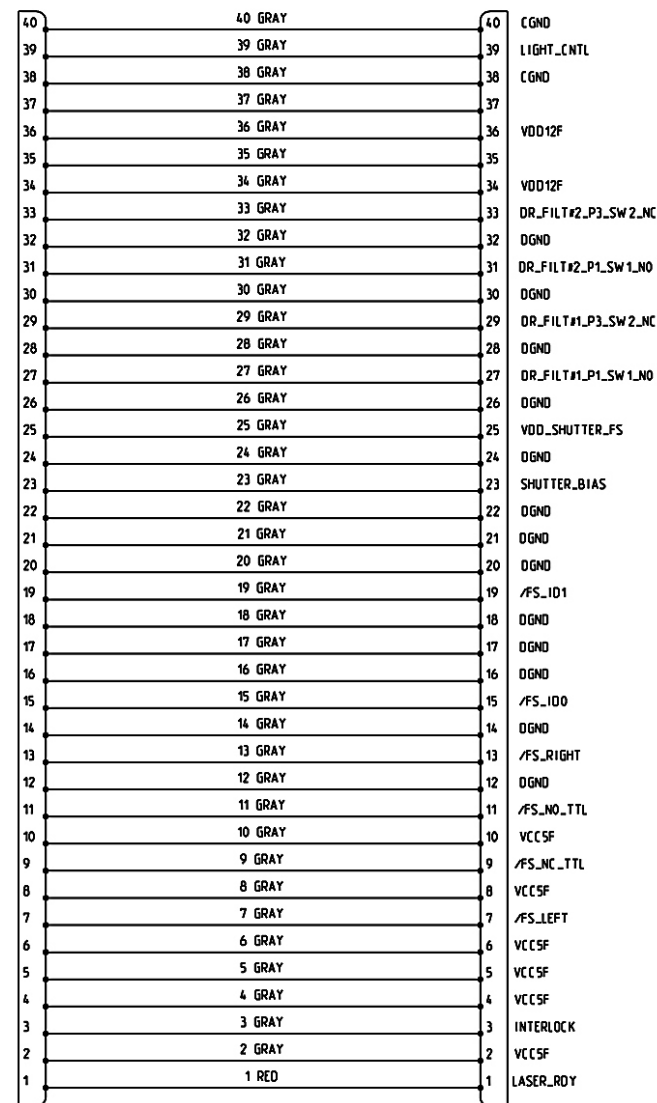 40 40 GRAY 40 CGND
39 39 GRAY 39 LIGHT_CNTL
38 38 GRAY 38 CGND
37 37 GRAY 37
36 36 GRAY 36 VDD12F
35 35 GRAY 35
34 34 GRAY 34 VDD12F
33 33 GRAY 33 DR_FILT#2_P3_SW2_NC
32 32 GRAY 32 DGND
31 31 GRAY 31 DR_FILT#2_P1_SW1_NO
30 30 GRAY 30 DGND
29 29 GRAY 29 DR_FILT#1_P3_SW2_NC
28 28 GRAY 28 DGND
27 27 GRAY 27 DR_FILT#1_P1_SW1_NO
26 26 GRAY 26 DGND
25 25 GRAY 25 VDD_SHUTTER_FS
24 24 GRAY 24 DGND
23 23 GRAY 23 SHUTTER_BIAS
22 22 GRAY 22 DGND
21 21 GRAY 21 DGND
20 20 GRAY 20 DGND
19 19 GRAY 19 /FS_ID1
18 18 GRAY 18 DGND
17 17 GRAY 17 DGND
16 16 GRAY 16 DGND
15 15 GRAY 15 /FS_ID0
14 14 GRAY 14 DGND
13 13 GRAY 13 /FS_RIGHT
12 12 GRAY 12 DGND
11 11 GRAY 11 /FS_NO_TTL
10 10 GRAY 10 VCC5F
9 9 GRAY 9 /FS_NC_TTL
8 8 GRAY 8 VCC5F
7 7 GRAY 7 /FS_LEFT
6 6 GRAY 6 VCC5F
5 5 GRAY 5 VCC5F
4 4 GRAY 4 VCC5F
3 3 GRAY 3 INTERLOCK
2 2 GRAY 2 VCC5F
1 1 RED 1 LASER_RDY